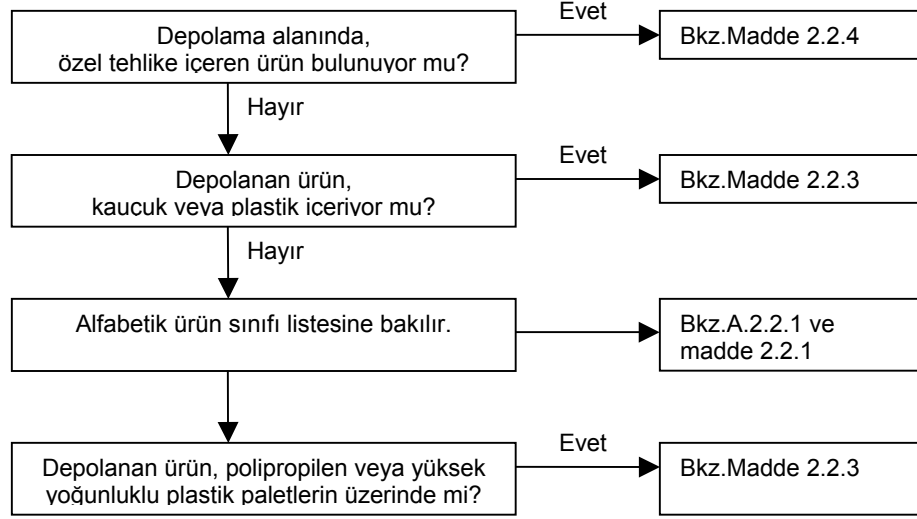 Depolama alanında,
özel tehlike içeren ürün bulunuyor mu?
Evet
Bkz.Madde 2.2.4
Hayır
Depolanan ürün,
kauçuk veya plastik içeriyor mu?
Evet
Bkz.Madde 2.2.3
Hayır
Alfabetik ürün sınıfı listesine bakılır.
Bkz.A.2.2.1 ve
madde 2.2.1
Depolanan ürün, polipropilen veya yüksek
yoğunluklu plastik paletlerin üzerinde mi?
Evet
Bkz.Madde 2.2.3